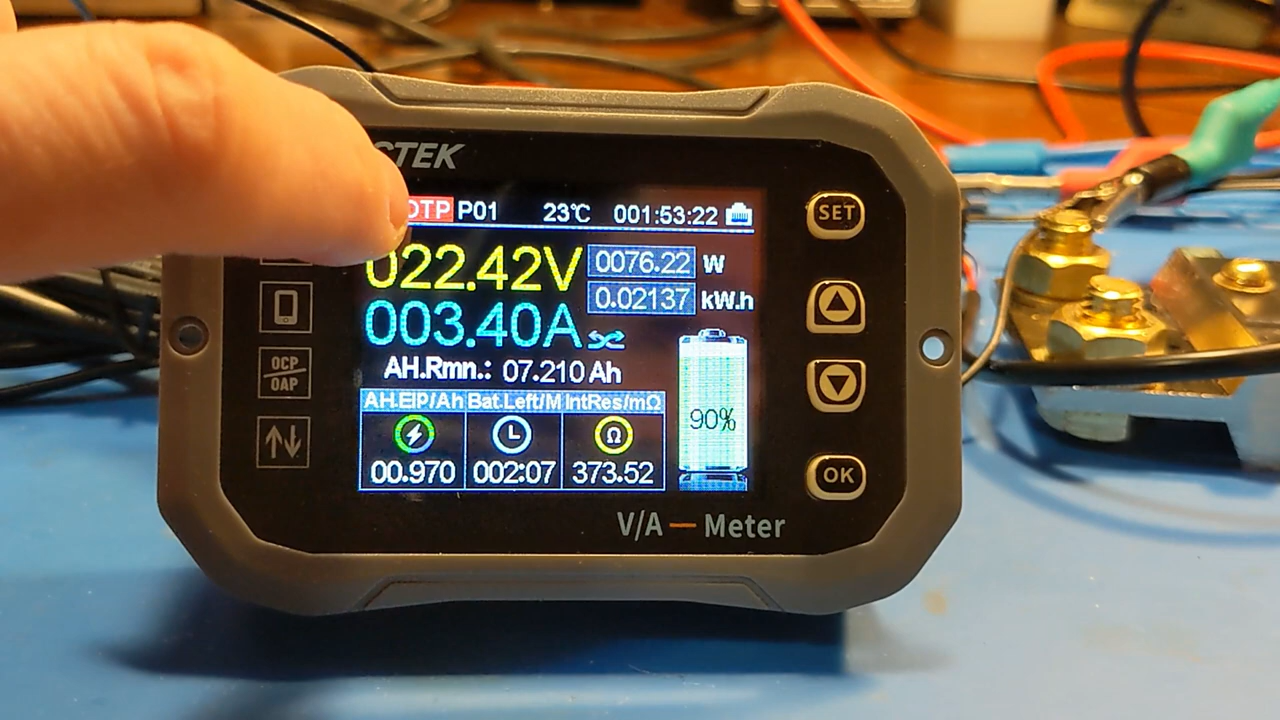 CTEK
OTP P01 23℃ 001:53:22
022.42V 0076.22 W
0.02137 kW.h
003.40A
AH.Rmn.: 07.210 Ah
AH.EIP/Ah Bat.Left/M IntRes/mΩ
Ω
00.970 002:07 373.52
90%
OCP
OAP
SET
OK
V/A — Meter